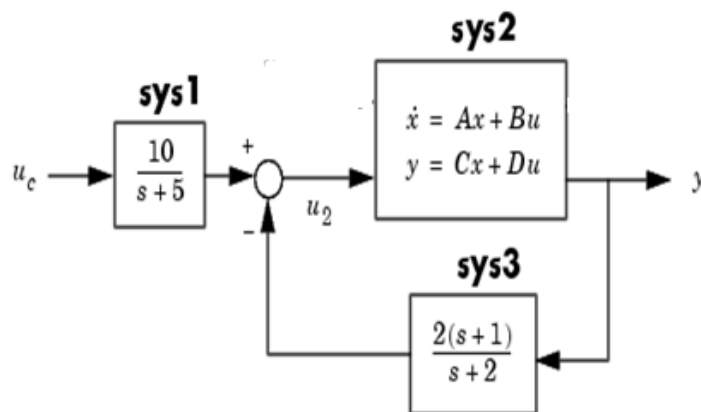 sys2
sys1
ẋ = Ax + Bu
y = Cx + Du
10
s + 5
u_c
+
u_2
-
y
sys3
2(s + 1)
s + 2